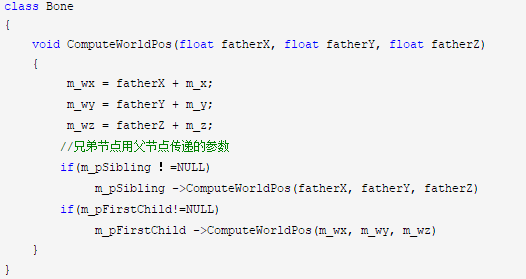 class Bone
{
    void ComputeWorldPos(float fatherX, float fatherY, float fatherZ)
    {
         m_wx = fatherX + m_x;
         m_wy = fatherY + m_y;
         m_wz = fatherZ + m_z;
        //兄弟节点用父节点传递的参数
        if(m_pSibling ！=NULL)
             m_pSibling ->ComputeWorldPos(fatherX, fatherY, fatherZ)
        if(m_pFirstChild!=NULL)
             m_pFirstChild ->ComputeWorldPos(m_wx, m_wy, m_wz)
    }
}